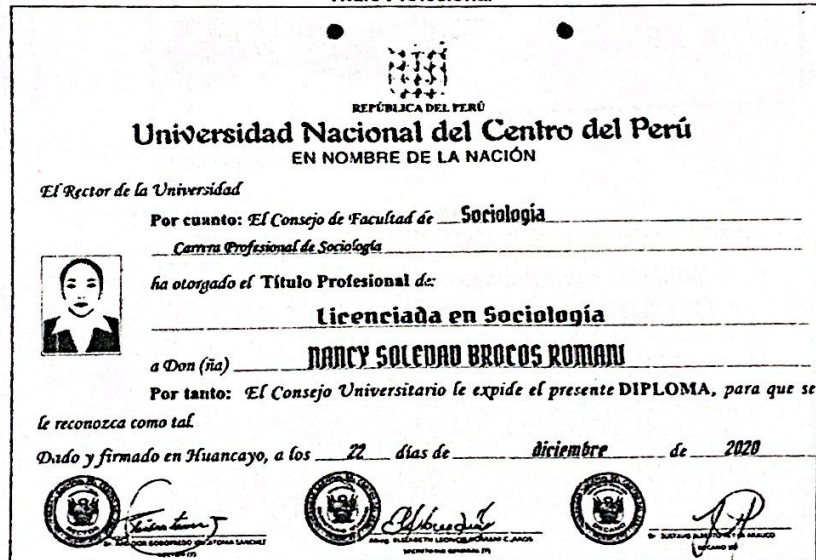 REPÚBLICA DEL PERÚ
Universidad Nacional del Centro del Perú
EN NOMBRE DE LA NACIÓN
El Rector de la Universidad
Por cuanto: El Consejo de Facultad de Sociología
Carrera Profesional de Sociología
ha otorgado el Título Profesional de:
Licenciada en Sociología
a Don (ña) NANCY SOLEDAD BROCOS ROMANI
Por tanto: El Consejo Universitario le expide el presente DIPLOMA, para que se
le reconozca como tal.
Dado y firmado en Huancayo, a los 22 días de diciembre de 2020